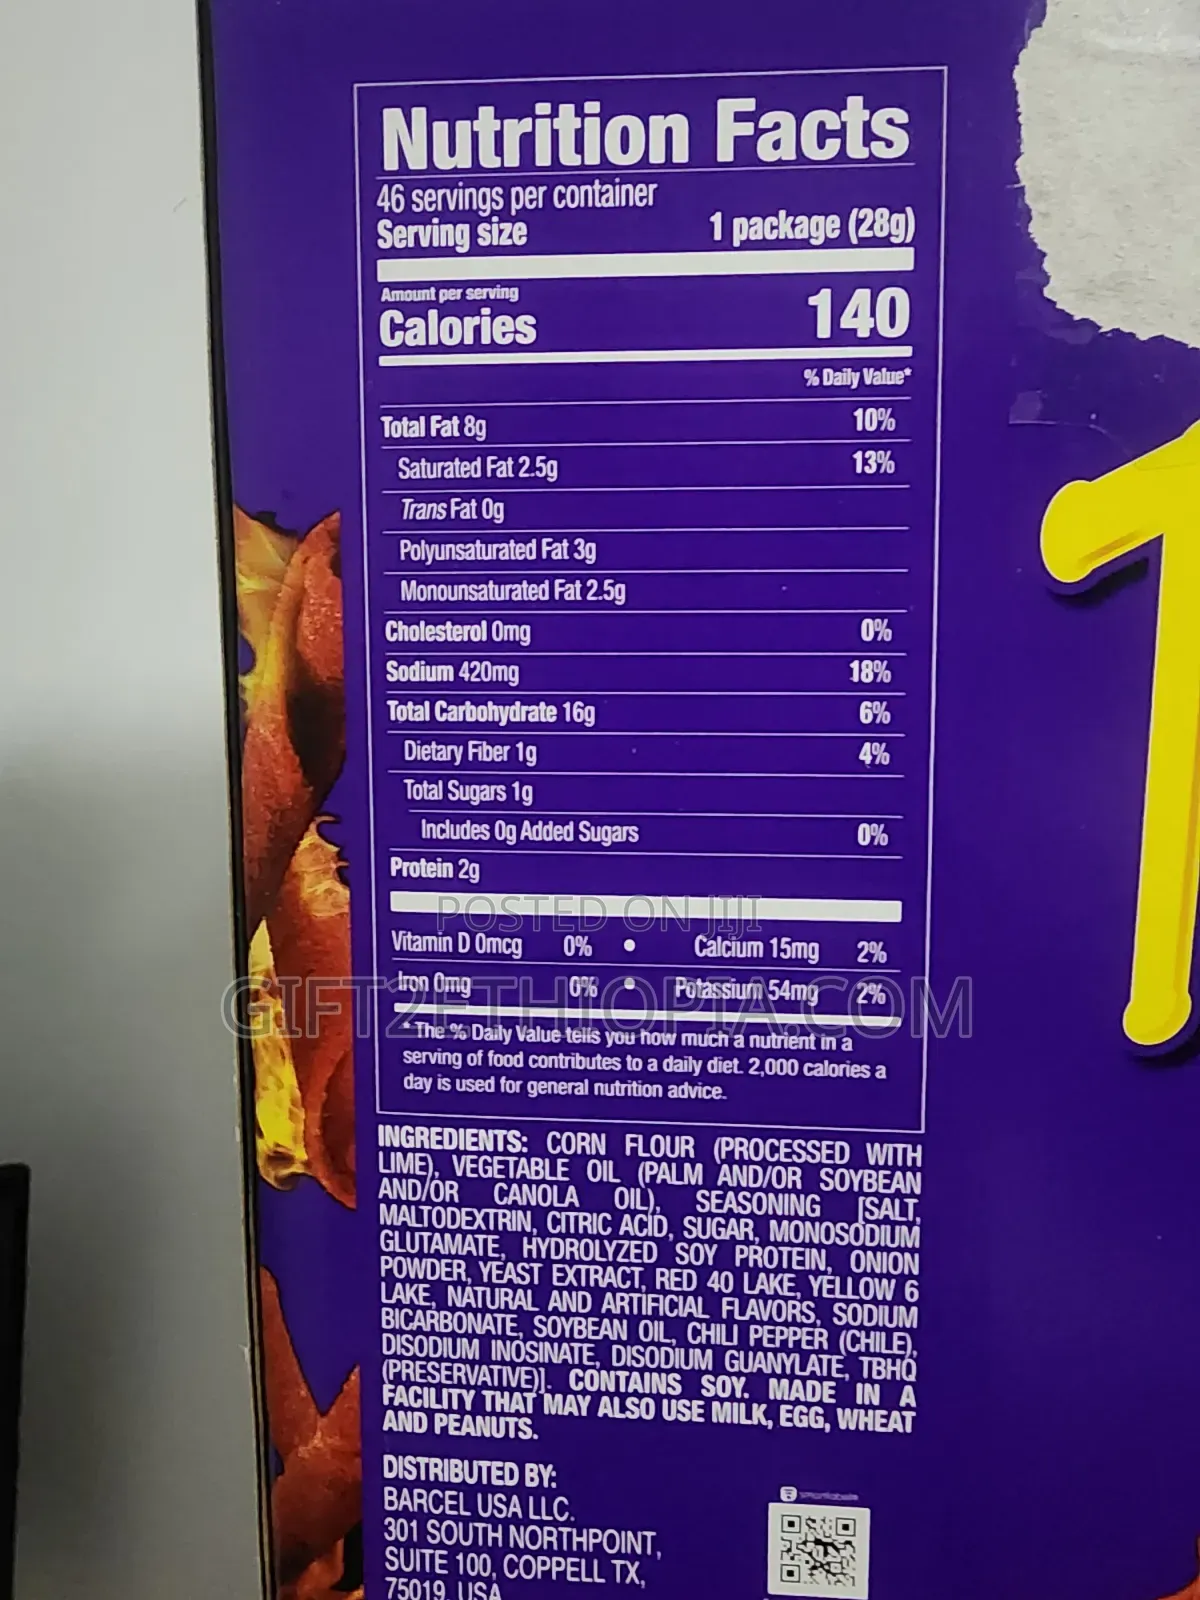 Nutrition Facts
46 servings per container
Serving size 1 package (28g)
Amount per serving
Calories 140
% Daily Value*
Total Fat 8g 10%
Saturated Fat 2.5g 13%
Trans Fat 0g
Polyunsaturated Fat 3g
Monounsaturated Fat 2.5g
Cholesterol 0mg 0%
Sodium 420mg 18%
Total Carbohydrate 16g 6%
Dietary Fiber 1g 4%
Total Sugars 1g
Includes 0g Added Sugars 0%
Protein 2g
POSTED ON JIJI
Vitamin D 0mcg 0% • Calcium 15mg 2%
Iron 0mg 0% • Potassium 54mg 2%
GIFT2ETHIOPIA.COM
* The % Daily Value tells you how much a nutrient in a
serving of food contributes to a daily diet. 2,000 calories a
day is used for general nutrition advice.
INGREDIENTS: CORN FLOUR (PROCESSED WITH
LIME), VEGETABLE OIL (PALM AND/OR SOYBEAN
AND/OR CANOLA OIL), SEASONING [SALT,
MALTODEXTRIN, CITRIC ACID, SUGAR, MONOSODIUM
GLUTAMATE, HYDROLYZED SOY PROTEIN, ONION
POWDER, YEAST EXTRACT, RED 40 LAKE, YELLOW 6
LAKE, NATURAL AND ARTIFICIAL FLAVORS, SODIUM
BICARBONATE, SOYBEAN OIL, CHILI PEPPER (CHILE),
DISODIUM INOSINATE, DISODIUM GUANYLATE, TBHQ
(PRESERVATIVE)]. CONTAINS SOY. MADE IN A
FACILITY THAT MAY ALSO USE MILK, EGG, WHEAT
AND PEANUTS.
DISTRIBUTED BY:
BARCEL USA LLC.
301 SOUTH NORTHPOINT,
SUITE 100, COPPELL TX,
75019, USA
smartlabel